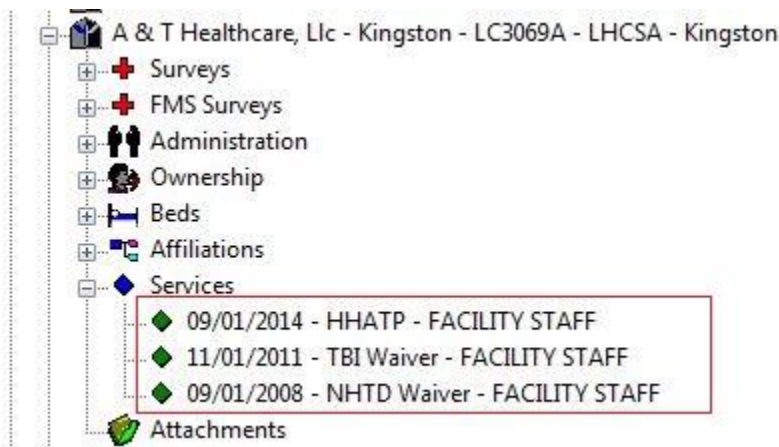 A & T Healthcare, Llc - Kingston - LC3069A - LHCSA - Kingston
Surveys
FMS Surveys
Administration
Ownership
Beds
Affiliations
Services
09/01/2014 - HHATP - FACILITY STAFF
11/01/2011 - TBI Waiver - FACILITY STAFF
09/01/2008 - NHTD Waiver - FACILITY STAFF
Attachments